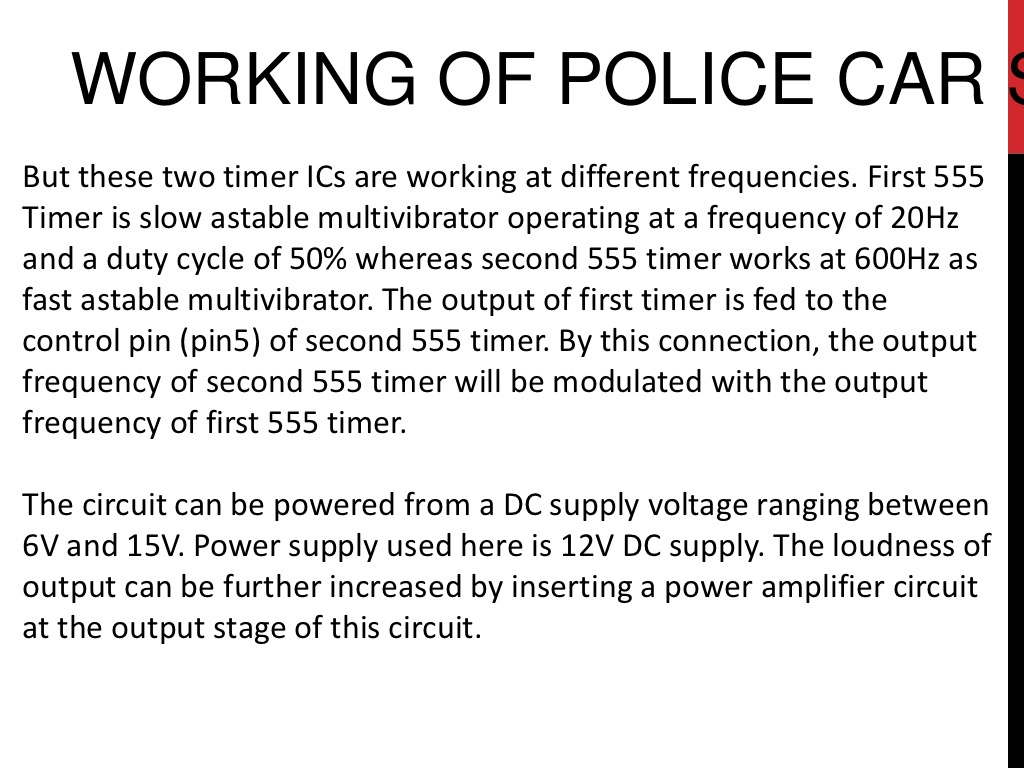 WORKING OF POLICE CAR S
But these two timer ICs are working at different frequencies. First 555
Timer is slow astable multivibrator operating at a frequency of 20Hz
and a duty cycle of 50% whereas second 555 timer works at 600Hz as
fast astable multivibrator. The output of first timer is fed to the
control pin (pin5) of second 555 timer. By this connection, the output
frequency of second 555 timer will be modulated with the output
frequency of first 555 timer.
The circuit can be powered from a DC supply voltage ranging between
6V and 15V. Power supply used here is 12V DC supply. The loudness of
output can be further increased by inserting a power amplifier circuit
at the output stage of this circuit.